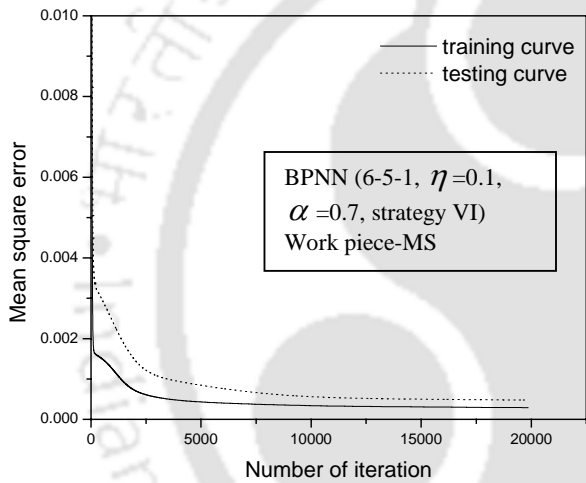 0.010
training curve
testing curve
0.008
0.006
BPNN (6-5-1, η =0.1,
α =0.7, strategy VI)
Work piece-MS
0.004
0.002
0.000
Mean square error
0 5000 10000 15000 20000
Number of iteration